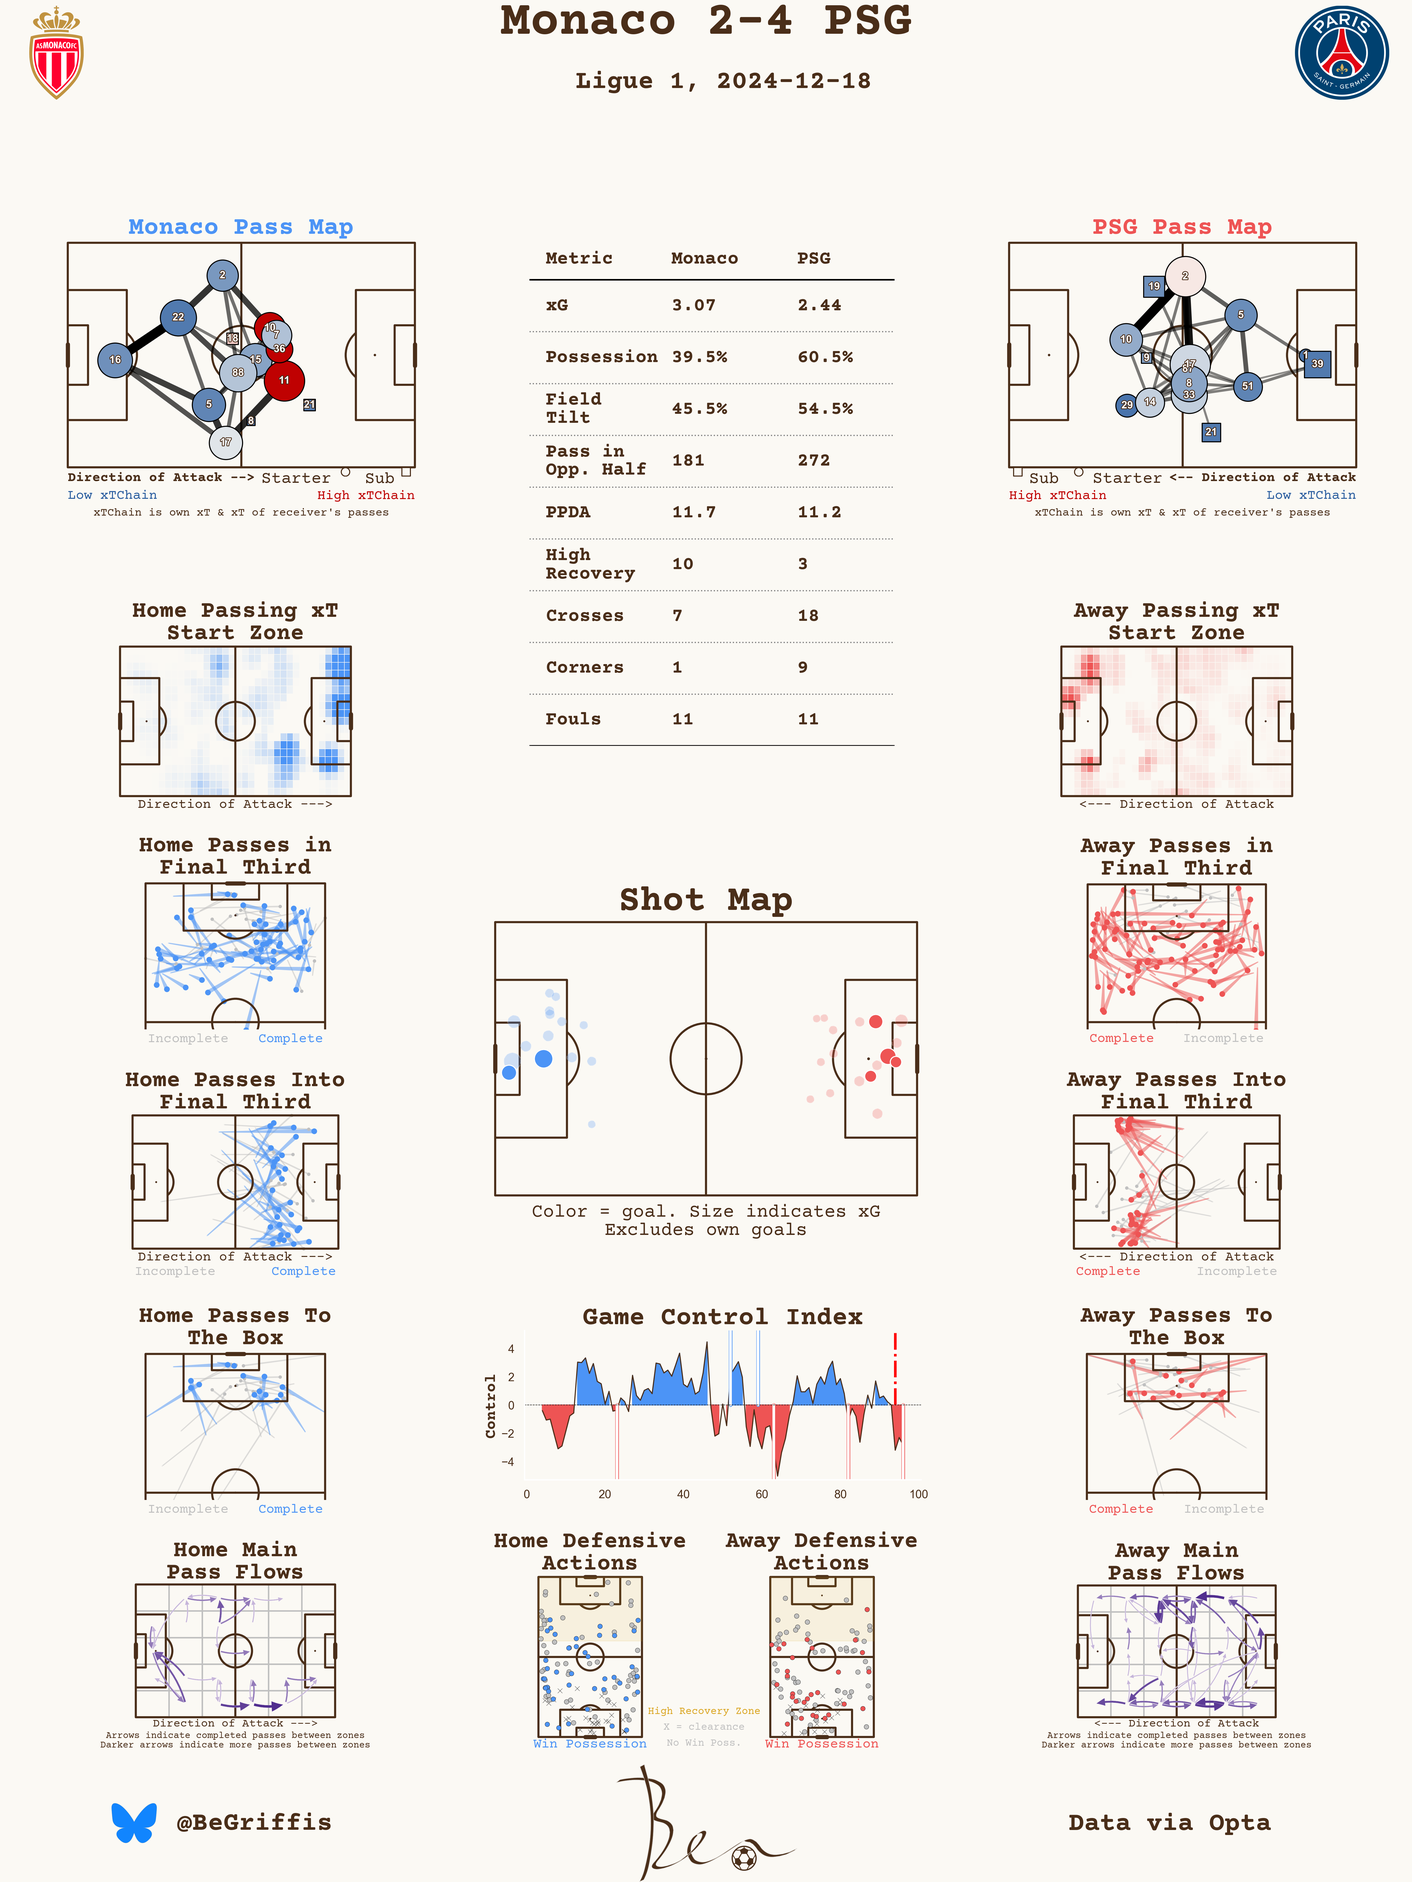 Monaco 2-4 PSG
Ligue 1, 2024-12-18
AS MONACO FC
PARIS
SAINT-GERMAIN
Monaco Pass Map
2
22
16
18
10
7
36
15
88
11
5
8
21
17
Direction of Attack --> Starter Sub
Low xTChain High xTChain
xTChain is own xT & xT of receiver's passes
Metric Monaco PSG
xG 3.07 2.44
Possession 39.5% 60.5%
Field
Tilt 45.5% 54.5%
Pass in
Opp. Half 181 272
PPDA 11.7 11.2
High
Recovery 10 3
Crosses 7 18
Corners 1 9
Fouls 11 11
PSG Pass Map
2
19
5
10
9
17
87
1
39
8
51
33
14
29
21
Sub Starter <-- Direction of Attack
High xTChain Low xTChain
xTChain is own xT & xT of receiver's passes
Home Passing xT
Start Zone
Direction of Attack --->
Away Passing xT
Start Zone
<--- Direction of Attack
Home Passes in
Final Third
Incomplete Complete
Away Passes in
Final Third
Complete Incomplete
Shot Map
Color = goal. Size indicates xG
Excludes own goals
Home Passes Into
Final Third
Direction of Attack --->
Incomplete Complete
Away Passes Into
Final Third
<--- Direction of Attack
Complete Incomplete
Home Passes To
The Box
Incomplete Complete
Game Control Index
Control
4
2
0
−2
−4
0 20 40 60 80 100
Away Passes To
The Box
Complete Incomplete
Home Main
Pass Flows
Direction of Attack --->
Arrows indicate completed passes between zones
Darker arrows indicate more passes between zones
Home Defensive
Actions
Win Possession
High Recovery Zone
X = clearance
No Win Poss.
Away Defensive
Actions
Win Possession
Away Main
Pass Flows
<--- Direction of Attack
Arrows indicate completed passes between zones
Darker arrows indicate more passes between zones
@BeGriffis
Ben
Data via Opta